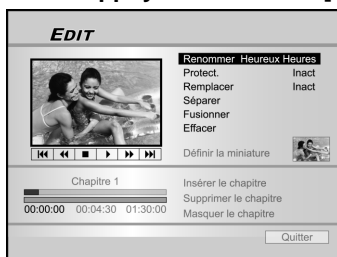 EDIT
Renommer Heureux Heures
Protect. Inact
Remplacer Inact
Séparer
Fusionner
Effacer
Définir la miniature
Chapitre 1
00:00:00 00:04:30 01:30:00
Insérer le chapitre
Supprimer le chapitre
Masquer le chapitre
Quitter